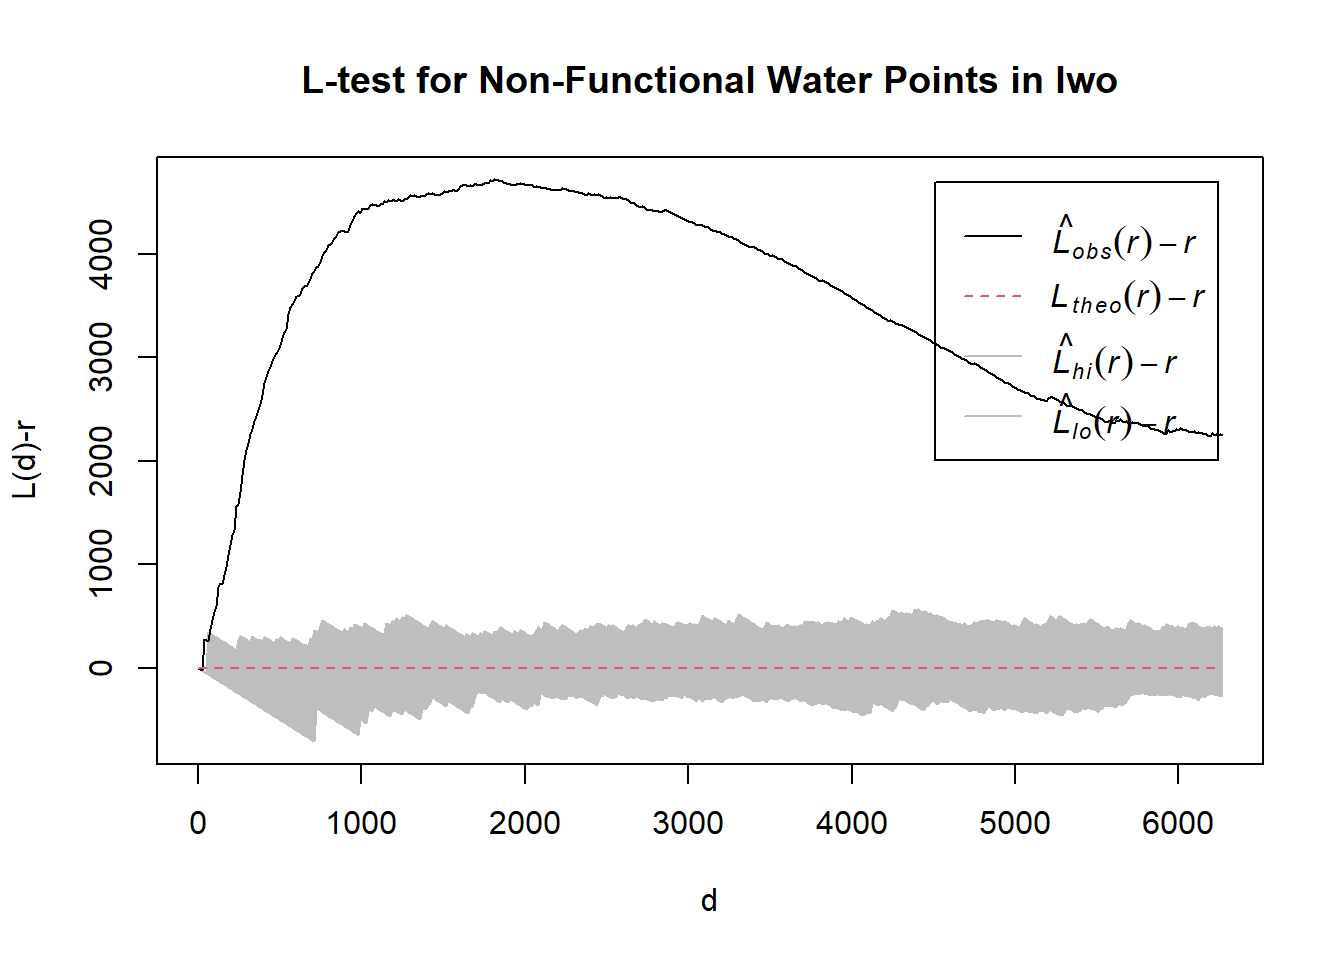 L-test for Non-Functional Water Points in Iwo
L(d)-r
4000
3000
2000
1000
0
L̂obs(r) – r
Ltheo(r) – r
L̂hi(r) – r
L̂lo(r) – r
0 1000 2000 3000 4000 5000 6000
d